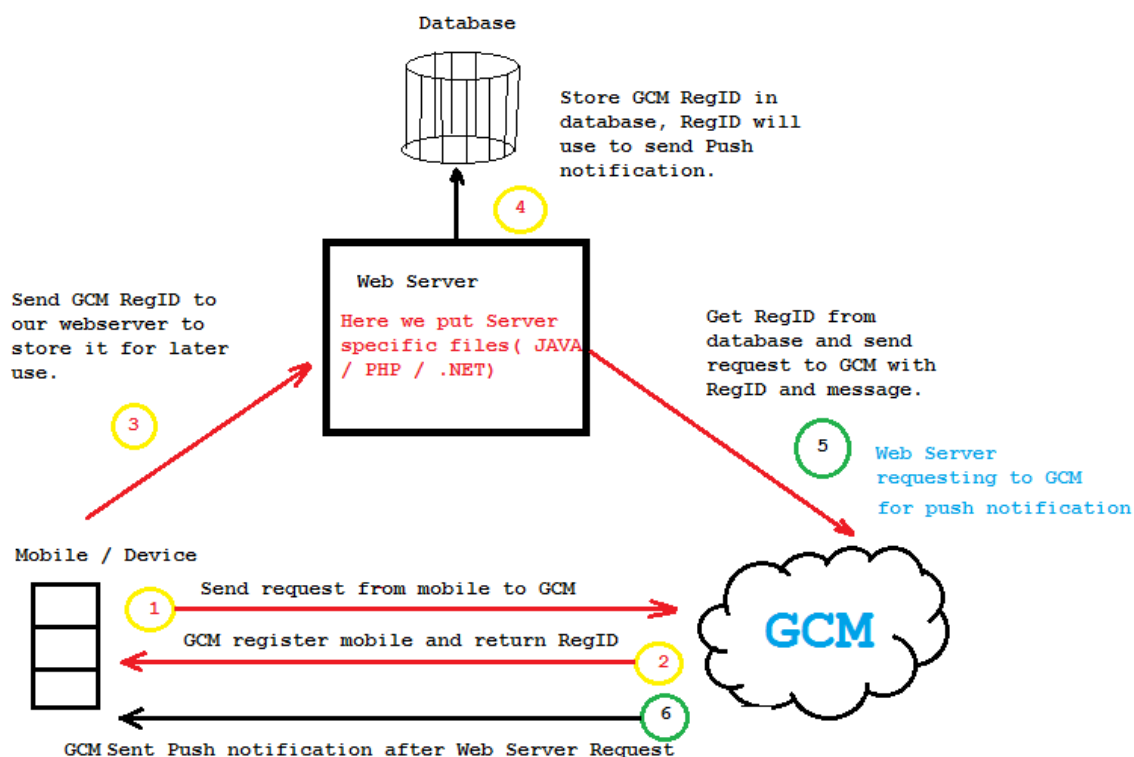 Database
Store GCM RegID in
database, RegID will
use to send Push
notification.
4
Web Server
Here we put Server
specific files( JAVA
/ PHP / .NET)
Send GCM RegID to
our webserver to
store it for later
use.
3
Get RegID from
database and send
request to GCM with
RegID and message.
5
Web Server
requesting to GCM
for push notification
Mobile / Device
1
Send request from mobile to GCM
GCM register mobile and return RegID
2
GCM
6
GCM Sent Push notification after Web Server Request